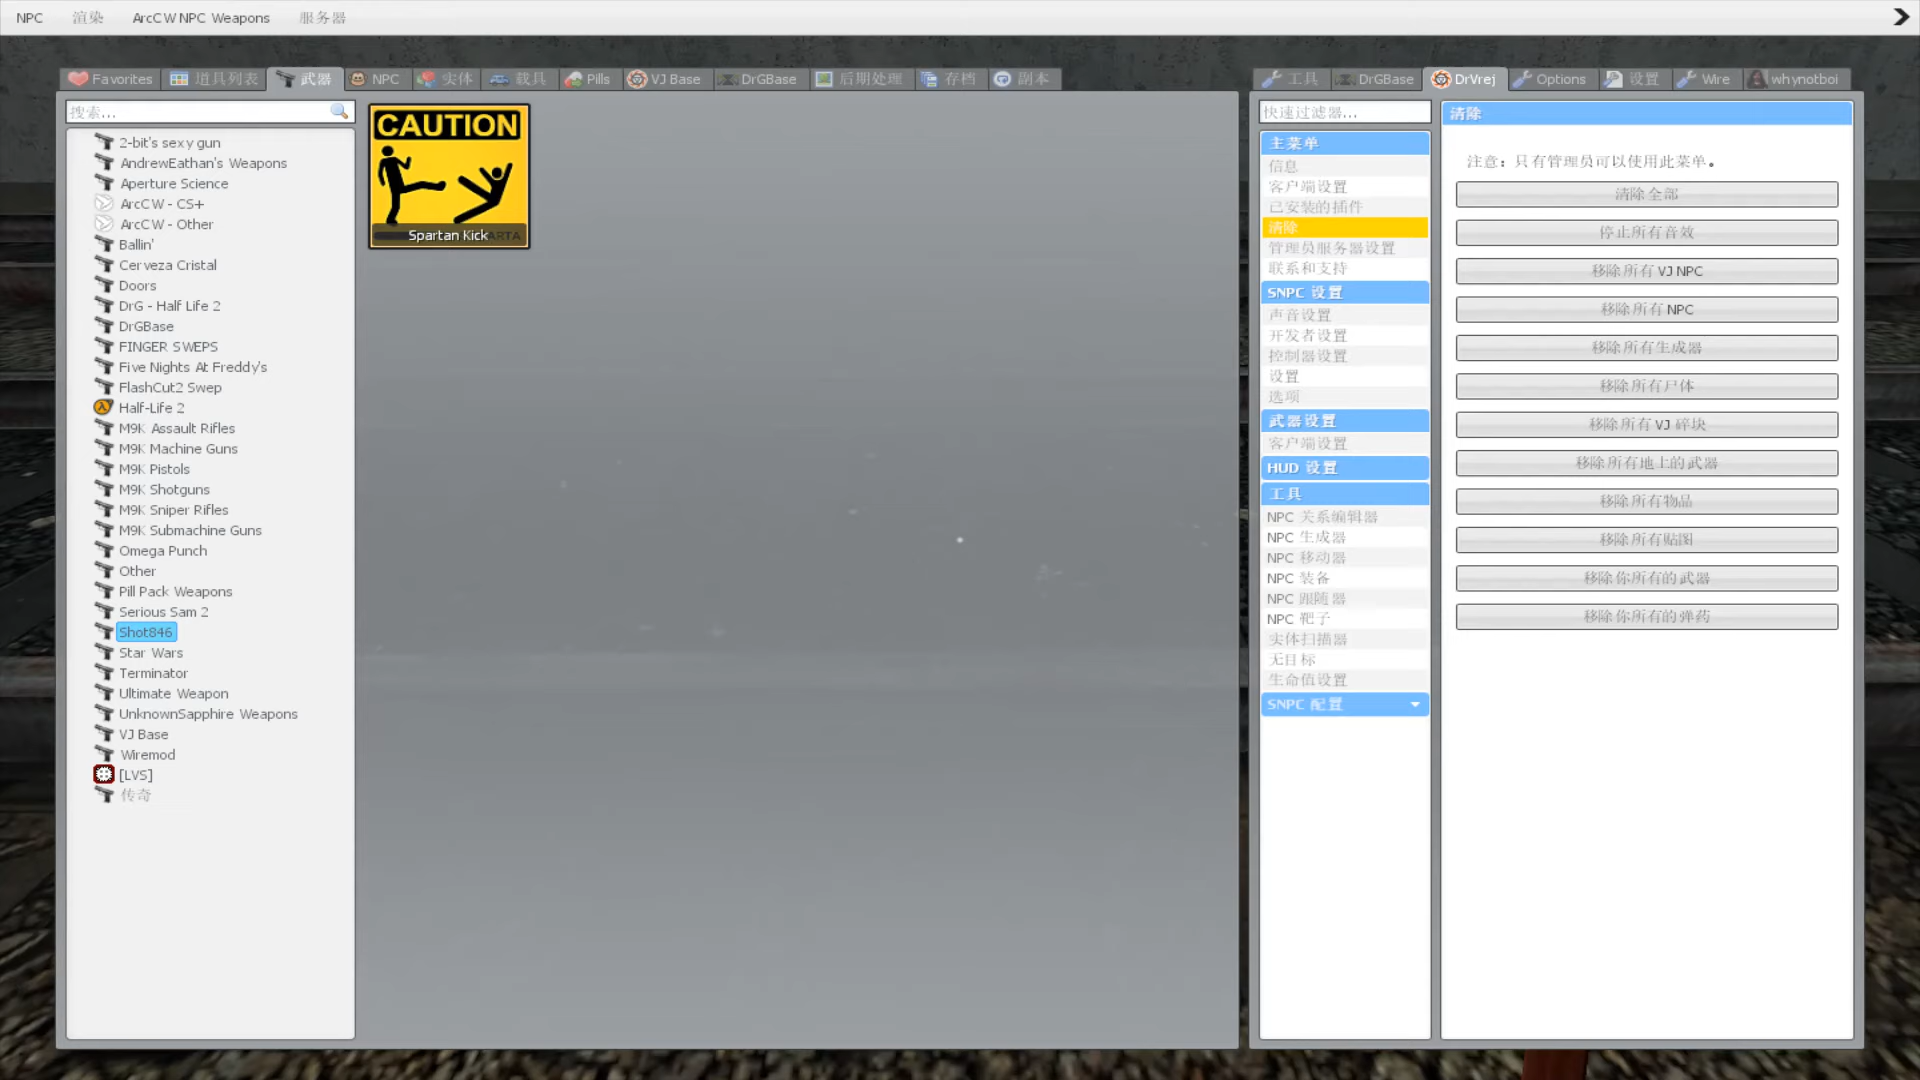 NPC 渲染 ArcCW NPC Weapons 服务器
Favorites 道具列表 武器 NPC 实体 载具 Pills VJ Base DrGBase 后期处理 存档 副本
搜索...
2-bit's sexy gun
AndrewEathan's Weapons
Aperture Science
ArcCW - CS+
ArcCW - Other
Ballin'
Cerveza Cristal
Doors
DrG - Half Life 2
DrGBase
FINGER SWEPS
Five Nights At Freddy's
FlashCut2 Swep
Half-Life 2
M9K Assault Rifles
M9K Machine Guns
M9K Pistols
M9K Shotguns
M9K Sniper Rifles
M9K Submachine Guns
Omega Punch
Other
Pill Pack Weapons
Serious Sam 2
Shot846
Star Wars
Terminator
Ultimate Weapon
UnknownSapphire Weapons
VJ Base
Wiremod
[LVS]
传奇
CAUTION
Spartan Kick
工具 DrGBase DrVrej Options 设置 Wire whynotboi
快速过滤器...
主菜单
信息
客户端设置
已安装的插件
清除
管理员服务器设置
联系和支持
SNPC 设置
声音设置
开发者设置
控制器设置
设置
选项
武器设置
客户端设置
HUD 设置
工具
NPC 关系编辑器
NPC 生成器
NPC 移动器
NPC 装备
NPC 跟随器
NPC 靶子
实体扫描器
无目标
生命值设置
SNPC 配置
清除
注意：只有管理员可以使用此菜单。
清除全部
停止所有音效
移除所有 VJ NPC
移除所有 NPC
移除所有生成器
移除所有尸体
移除所有 VJ 碎块
移除所有地上的武器
移除所有物品
移除所有贴图
移除你所有的武器
移除你所有的弹药